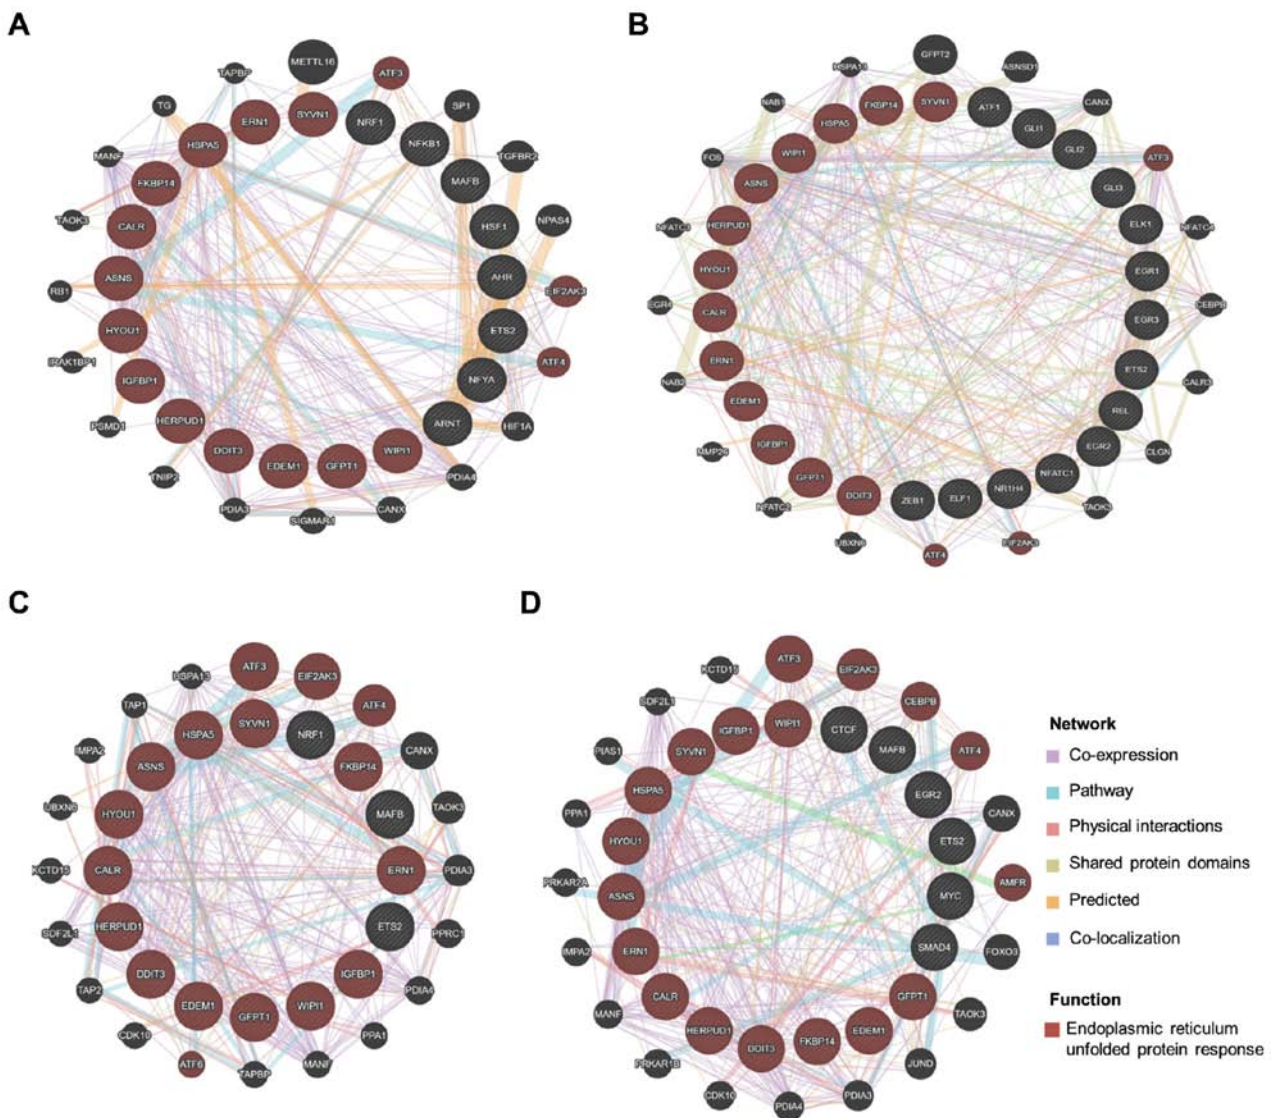 A
B
METTL16
TAPBP
ATF3
TG
SYVN1
ERN1
NRF1
SP1
HSPA5
NFKB1
MANF
TGFBR2
FKBP14
MAFB
TAOK3
CALR
HSF1
NPAS4
ASNS
AHR
RB1
EIF2AK3
HYOU1
ETS2
IRAK1BP1
ATF4
IGFBP1
NFYA
PSMD1
HERPUD1
ARNT
HIF1A
DDIT3
EDEM1
GFPT1
WIPI1
TNIP2
PDIA4
PDIA3
SIGMAR1
CANX
GFPT2
HSPA13
ASNSD1
NAB1
FKBP14
SYVN1
ATF1
CANX
HSPA5
GLI1
FOS
WIPI1
GLI2
ATF3
ASNS
GLI3
NFATC3
HERPUD1
ELK1
NFATC4
HYOU1
EGR1
EGR4
CALR
EGR3
CEBPB
ERN1
ETS2
NAB2
EDEM1
REL
CALR3
IGFBP1
EGR2
CLGN
GFPT1
NFATC1
NFATC2
DDIT3
ZEB1
ELF1
NR1H4
TAOK3
UBXN6
ATF4
EIF2AK3
C
D
ATF3
HSPA13
EIF2AK3
TAP1
SYVN1
ATF4
HSPA5
NRF1
IMPA2
ASNS
FKBP14
CANX
UBXN6
HYOU1
MAFB
TAOK3
KCTD15
CALR
ERN1
PDIA3
SDF2L1
HERPUD1
ETS2
PPRC1
TAP2
DDIT3
IGFBP1
PDIA4
EDEM1
GFPT1
WIPI1
CDK10
PPA1
ATF6
TAPBP
MANF
ATF3
KCTD15
EIF2AK3
SDF2L1
CEBPB
IGFBP1
WIPI1
CTCF
PIAS1
SYVN1
MAFB
ATF4
HSPA5
EGR2
PPA1
CANX
HYOU1
ETS2
PRKAR2A
ASNS
MYC
AMFR
IMPA2
ERN1
SMAD4
FOXO3
CALR
GFPT1
MANF
HERPUD1
EDEM1
TAOK3
DDIT3
FKBP14
PRKAR1B
JUND
CDK10
PDIA4
PDIA3
Network
Co-expression
Pathway
Physical interactions
Shared protein domains
Predicted
Co-localization
Function
Endoplasmic reticulum
unfolded protein response